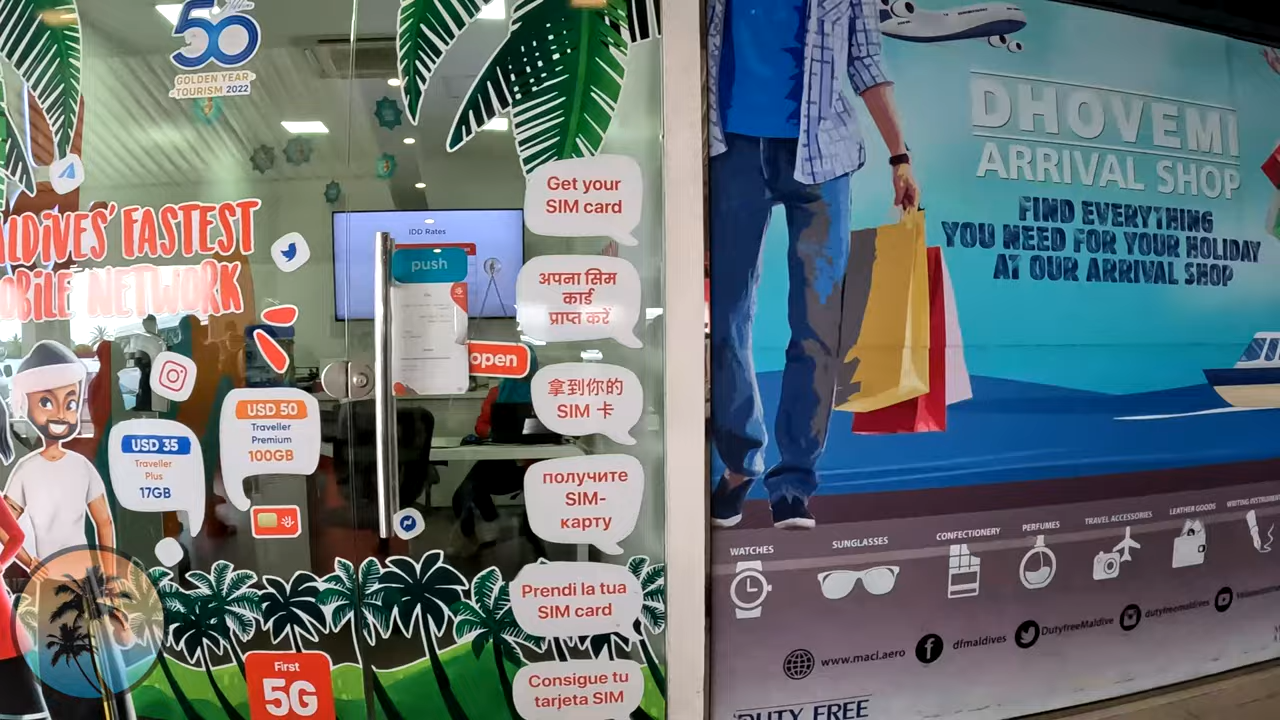 50
GOLDEN YEAR
TOURISM 2022
ALDIVES' FASTEST
OBILE NETWORK
IDD Rates
push
open
USD 35
Traveller
Plus
17GB
USD 50
Traveller
Premium
100GB
First
5G
Get your
SIM card
अपना सिम
कार्ड
प्राप्त करें
拿到你的
SIM 卡
получите
SIM-
карту
Prendi la tua
SIM card
Consigue tu
tarjeta SIM
DHOVEMI
ARRIVAL SHOP
FIND EVERYTHING
YOU NEED FOR YOUR HOLIDAY
AT OUR ARRIVAL SHOP
WATCHES
SUNGLASSES
CONFECTIONERY
PERFUMES
TRAVEL ACCESSORIES
LEATHER GOODS
WRITING
www.macl.aero
dfmaldives
DutyfreeMaldive
dutyfreemaldives
DUTY FREE